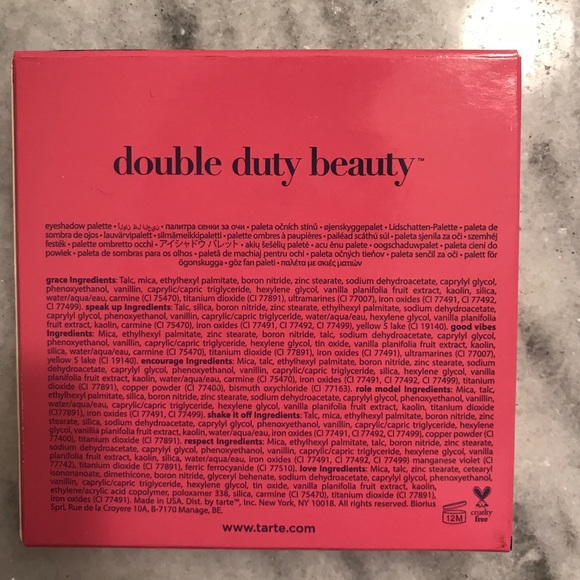 double duty beauty™
eyeshadow palette • палитра сенки за очи • paleta očních stínů • øjenskyggepalet • Lidschatten-Palette • paleta de
sombra de ojos • lauvärvipalett • silmämeikkipaletti • palette ombres à paupières • pailéad scáthú súl • paleta sjenila za oči • szemhéj
festék • palette ombretto occhi • アイシャドウ パレット • akių šešėlių paletė • acu ēnu palete • oogschaduwpalet • paleta cieni do
powiek • paleta de sombras para os olhos • paletă de machiaj pentru ochi • paleta očných tieňov • paleta senčil za oči • palett för
ögonskugga • göz farı paleti • παλέτα με σκιές ματιών
grace Ingredients: Talc, mica, ethylhexyl palmitate, boron nitride, zinc stearate, sodium dehydroacetate, caprylyl glycol,
phenoxyethanol, vanillin, caprylic/capric triglyceride, hexylene glycol, vanilla planifolia fruit extract, kaolin, silica,
water/aqua/eau, carmine (CI 75470), titanium dioxide (CI 77891), ultramarines (CI 77007), iron oxides (CI 77491, CI 77492,
CI 77499). speak up Ingredients: Talc, silica, boron nitride, zinc stearate, mica, ethylhexyl palmitate, sodium dehydroacetate,
caprylyl glycol, phenoxyethanol, vanillin, caprylic/capric triglyceride, water/aqua/eau, hexylene glycol, vanilla planifolia
fruit extract, kaolin, carmine (CI 75470), iron oxides (CI 77491, CI 77492, CI 77499), yellow 5 lake (CI 19140). good vibes
Ingredients: Mica, ethylhexyl palmitate, zinc stearate, boron nitride, talc, sodium dehydroacetate, caprylyl glycol,
phenoxyethanol, vanillin, caprylic/capric triglyceride, hexylene glycol, tin oxide, vanilla planifolia fruit extract, kaolin,
silica, water/aqua/eau, carmine (CI 75470), titanium dioxide (CI 77891), iron oxides (CI 77491), ultramarines (CI 77007),
yellow 5 lake (CI 19140). encourage Ingredients: Mica, talc, ethylhexyl palmitate, boron nitride, zinc stearate, sodium
dehydroacetate, caprylyl glycol, phenoxyethanol, vanillin, caprylic/capric triglyceride, water/aqua/eau, hexylene glycol, vanilla
planifolia fruit extract, kaolin, carmine (CI 75470), iron oxides (CI 77491, CI 77492, CI 77499), titanium dioxide
(CI 77891), copper powder (CI 77400), bismuth oxychloride (CI 77163). role model Ingredients: Mica, talc,
ethylhexyl palmitate, silica, boron nitride, zinc stearate, sodium dehydroacetate, caprylyl glycol, phenoxyethanol, vanillin,
water/aqua/eau, caprylic/capric triglyceride, hexylene glycol, vanilla planifolia fruit extract, kaolin, titanium dioxide
(CI77891), iron oxides (CI 77491, CI 77499). shake it off Ingredients: Talc, mica, ethylhexyl palmitate, boron nitride, zinc
stearate, silica, sodium dehydroacetate, caprylyl glycol, phenoxyethanol, vanillin, caprylic/capric triglyceride, hexylene
glycol, vanilla planifolia fruit extract, kaolin, water/aqua/eau, iron oxides (CI 77491, CI 77492, CI 77499), copper powder (CI
77400), titanium dioxide (CI 77891). respect Ingredients: Mica, ethylhexyl palmitate, talc, boron nitride, zinc stearate,
sodium dehydroacetate, caprylyl glycol, phenoxyethanol, vanillin, caprylic/capric triglyceride, hexylene glycol, vanilla
planifolia fruit extract, kaolin, silica, water/aqua/eau, iron oxides (CI 77491, CI 77492, CI 77499) manganese violet (CI
77742), titanium dioxide (CI 77891), ferric ferrocyanide (CI 77510). love Ingredients: Mica, talc, zinc stearate, cetearyl
isononanoate, dimethicone, boron nitride, glyceryl behenate, sodium dehydroacetate, caprylyl glycol, phenoxyethanol, vanillin,
caprylic/capric triglyceride, hexylene glycol, tin oxide, vanilla planifolia fruit extract, kaolin,
ethylene/acrylic acid copolymer, poloxamer 338, silica, carmine (CI 75470), titanium dioxide (CI 77891),
iron oxides (CI 77491). Made in USA. Dist. by tarte™, Inc. New York, NY 10018. All rights reserved. Biorius
Sprl, Rue de la Croyere 10A, B-7170 Manage, BE.
12M
cruelty
free
www.tarte.com